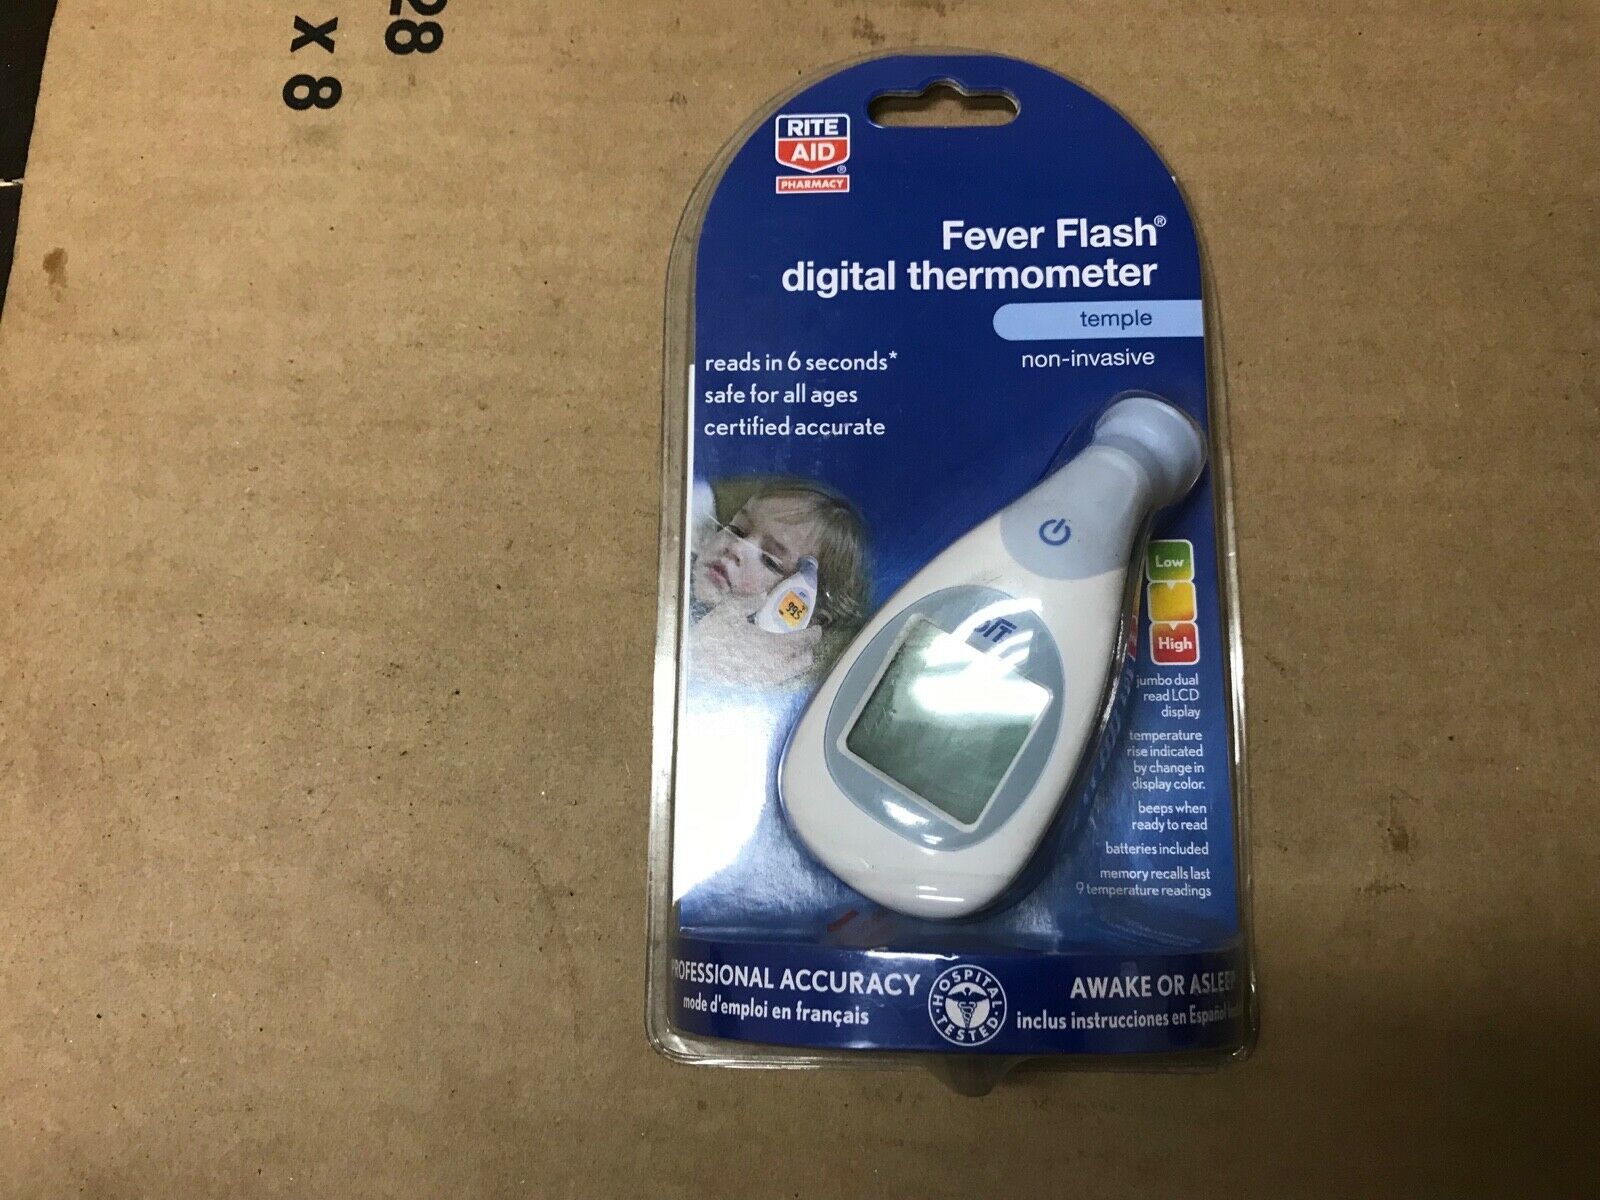 28
x 8
RITE
AID®
PHARMACY
Fever Flash®
digital thermometer
temple
non-invasive
reads in 6 seconds*
safe for all ages
certified accurate
99.5
Low
High
jumbo dual
read LCD
display
temperature
rise indicated
by change in
display color.
beeps when
ready to read
batteries included
memory recalls last
9 temperature readings
PROFESSIONAL ACCURACY
mode d'emploi en français
HOSPITAL
TESTED
AWAKE OR ASLEEP
inclus instrucciones en Español